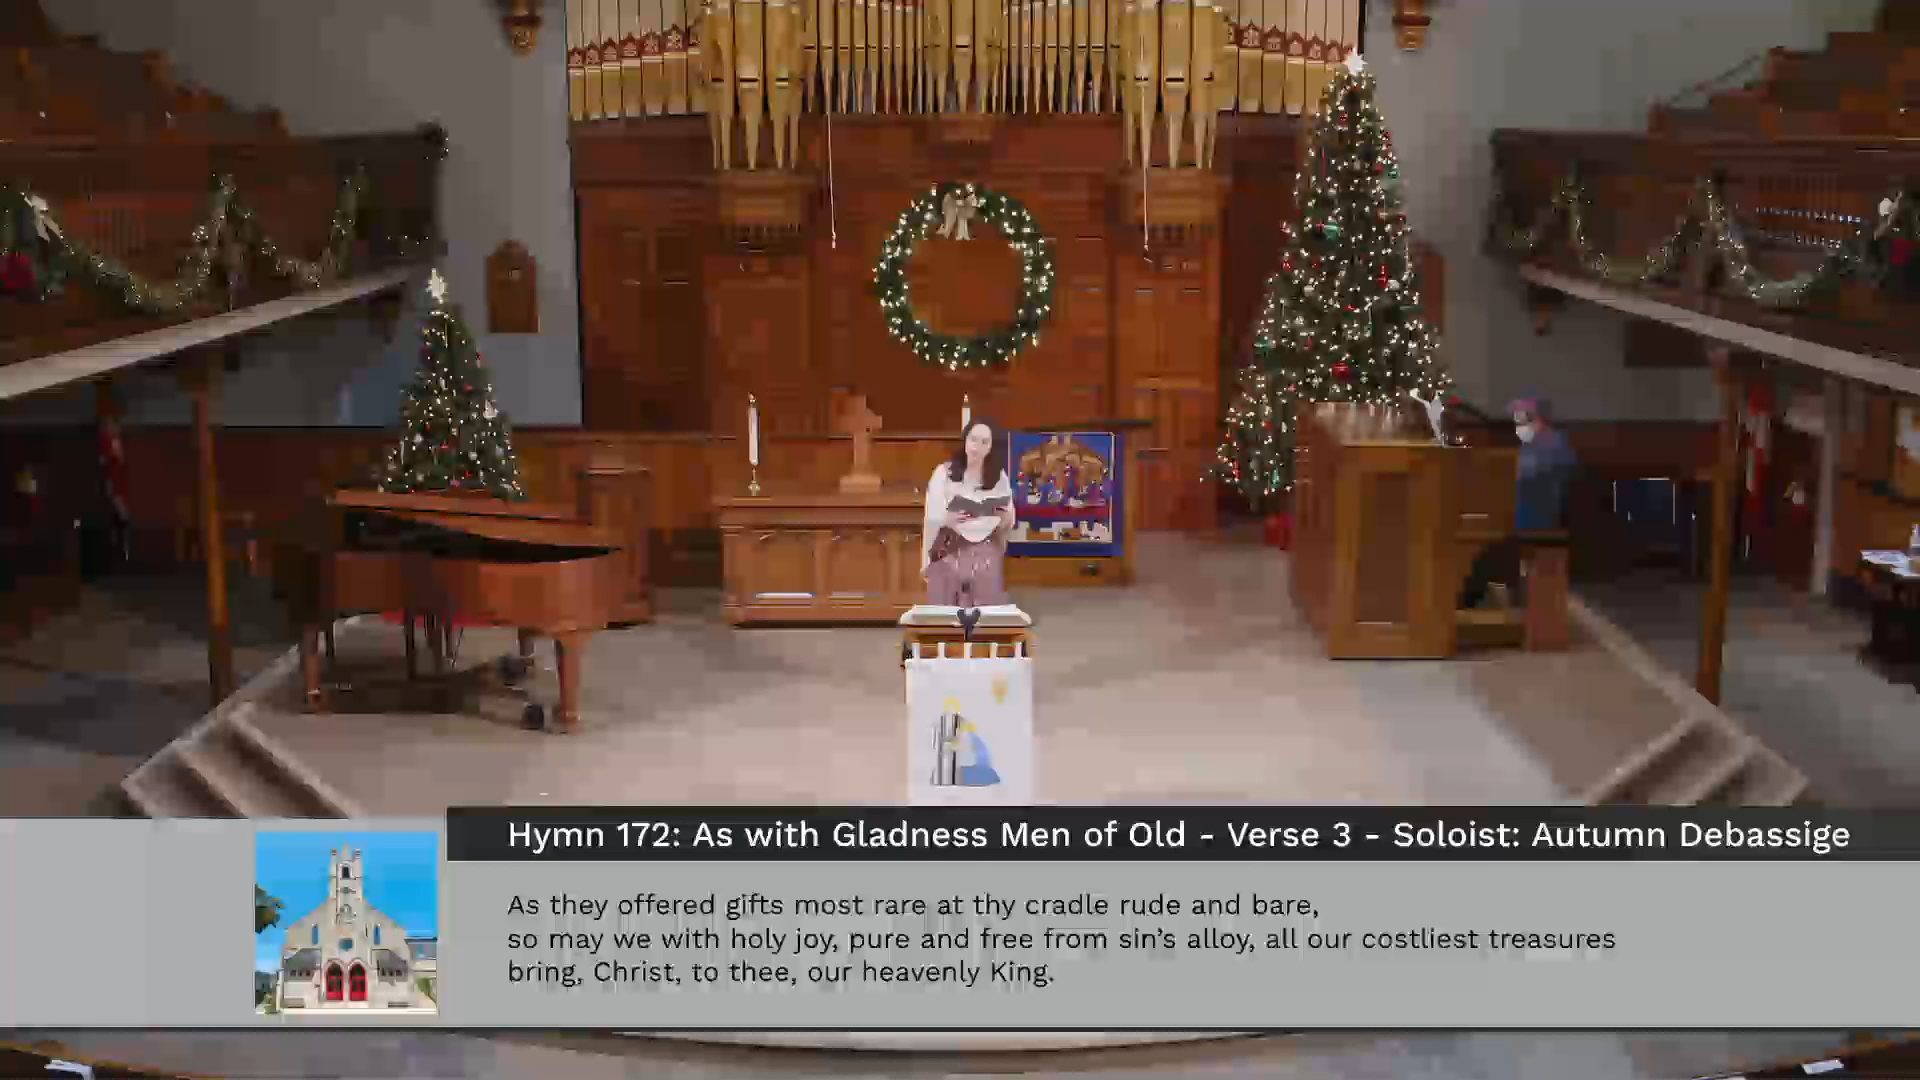 Hymn 172: As with Gladness Men of Old - Verse 3 - Soloist: Autumn Debassige
As they offered gifts most rare at thy cradle rude and bare,
so may we with holy joy, pure and free from sin's alloy, all our costliest treasures
bring, Christ, to thee, our heavenly King.